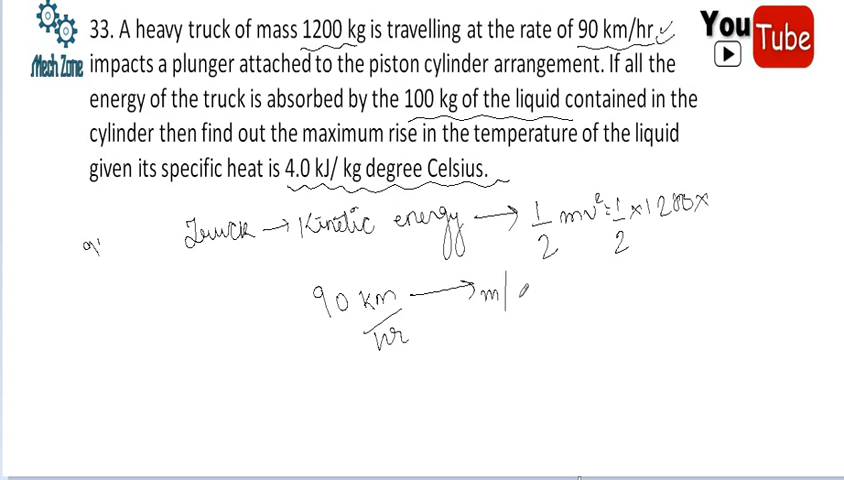 You
Tube
Mech Zone
33. A heavy truck of mass 1200 kg is travelling at the rate of 90 km/hr
impacts a plunger attached to the piston cylinder arrangement. If all the
energy of the truck is absorbed by the 100 kg of the liquid contained in the
cylinder then find out the maximum rise in the temperature of the liquid
given its specific heat is 4.0 kJ/ kg degree Celsius.
Truck → Kinetic energy → 1/2 mv² = 1/2 × 1200 ×
90 km/hr → m/